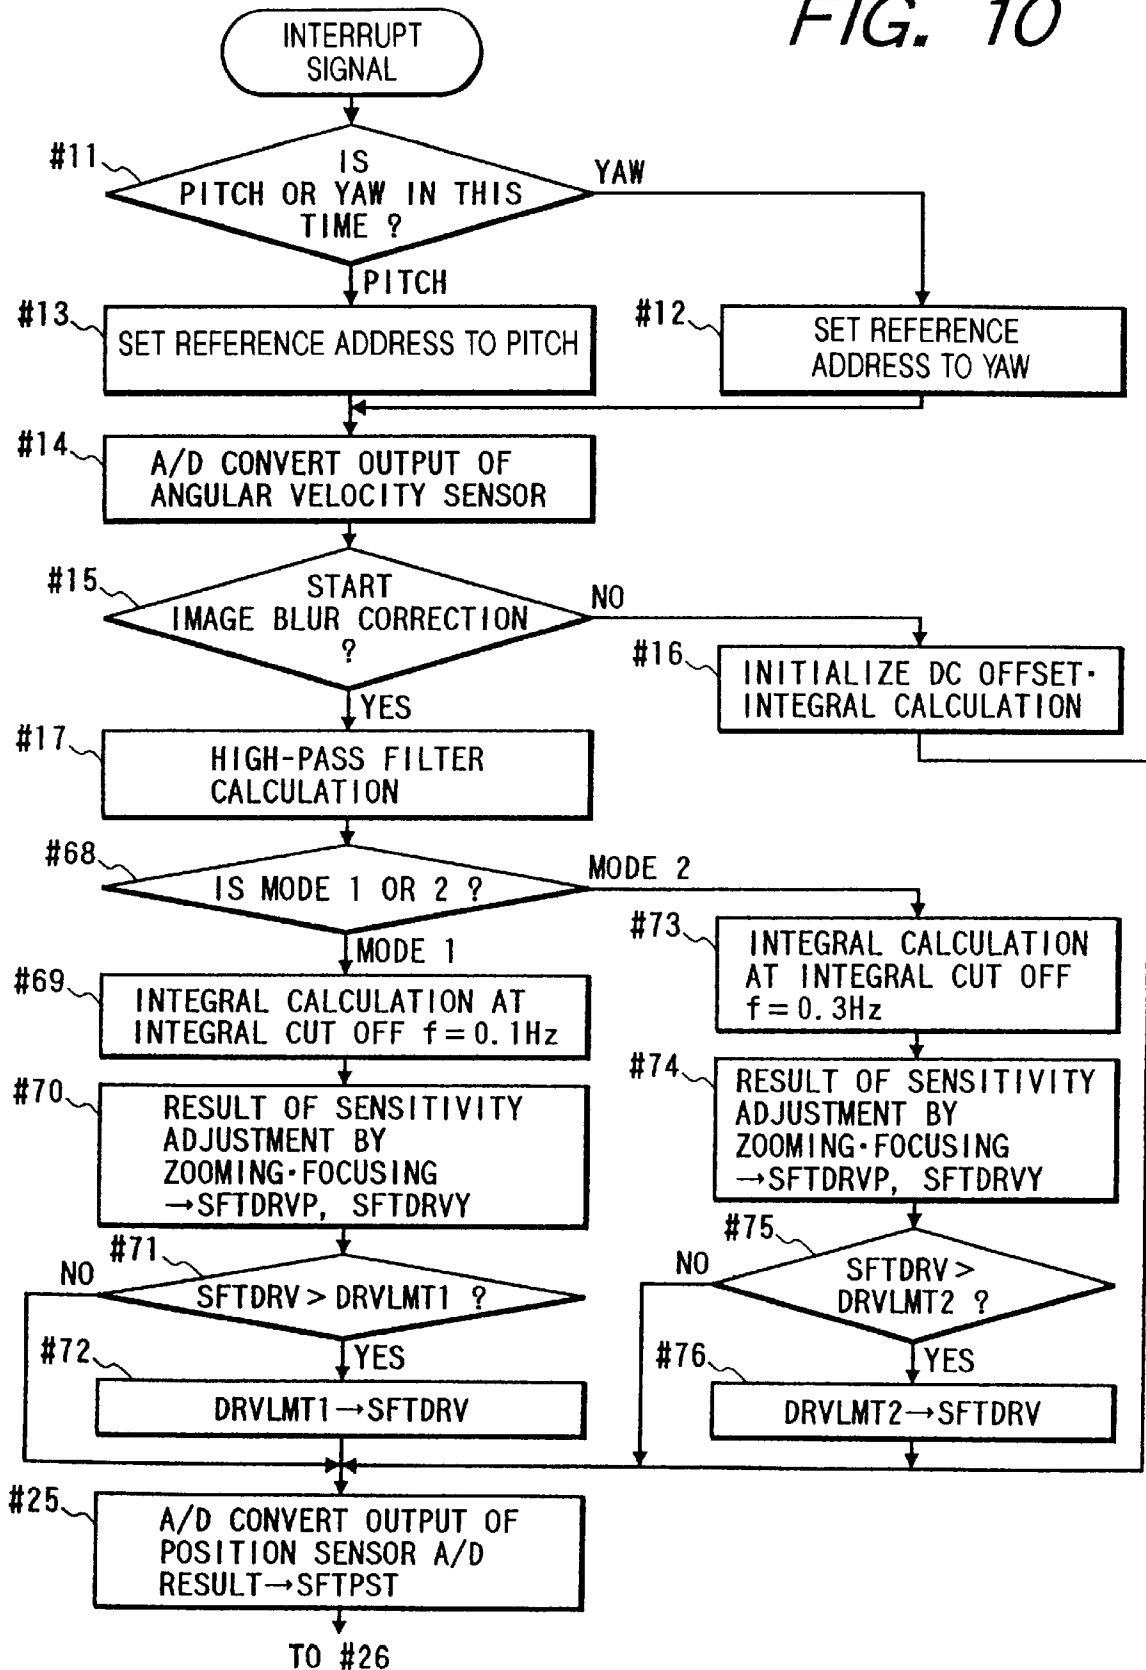 FIG. 10
INTERRUPT
SIGNAL
#11
IS
PITCH OR YAW IN THIS
TIME ?
YAW
PITCH
#13
SET REFERENCE ADDRESS TO PITCH
#12
SET REFERENCE
ADDRESS TO YAW
#14
A/D CONVERT OUTPUT OF
ANGULAR VELOCITY SENSOR
#15
START
IMAGE BLUR CORRECTION
?
NO
YES
#16
INITIALIZE DC OFFSET·
INTEGRAL CALCULATION
#17
HIGH-PASS FILTER
CALCULATION
#68
IS MODE 1 OR 2 ?
MODE 2
MODE 1
#69
INTEGRAL CALCULATION AT
INTEGRAL CUT OFF f=0.1Hz
#73
INTEGRAL CALCULATION
AT INTEGRAL CUT OFF
f=0.3Hz
#70
RESULT OF SENSITIVITY
ADJUSTMENT BY
ZOOMING·FOCUSING
→SFTDRVP, SFTDRVY
#74
RESULT OF SENSITIVITY
ADJUSTMENT BY
ZOOMING·FOCUSING
→SFTDRVP, SFTDRVY
#71
NO
SFTDRV > DRVLMT1 ?
YES
#75
NO
SFTDRV >
DRVLMT2 ?
YES
#72
DRVLMT1→SFTDRV
#76
DRVLMT2→SFTDRV
#25
A/D CONVERT OUTPUT OF
POSITION SENSOR A/D
RESULT→SFTPST
TO #26